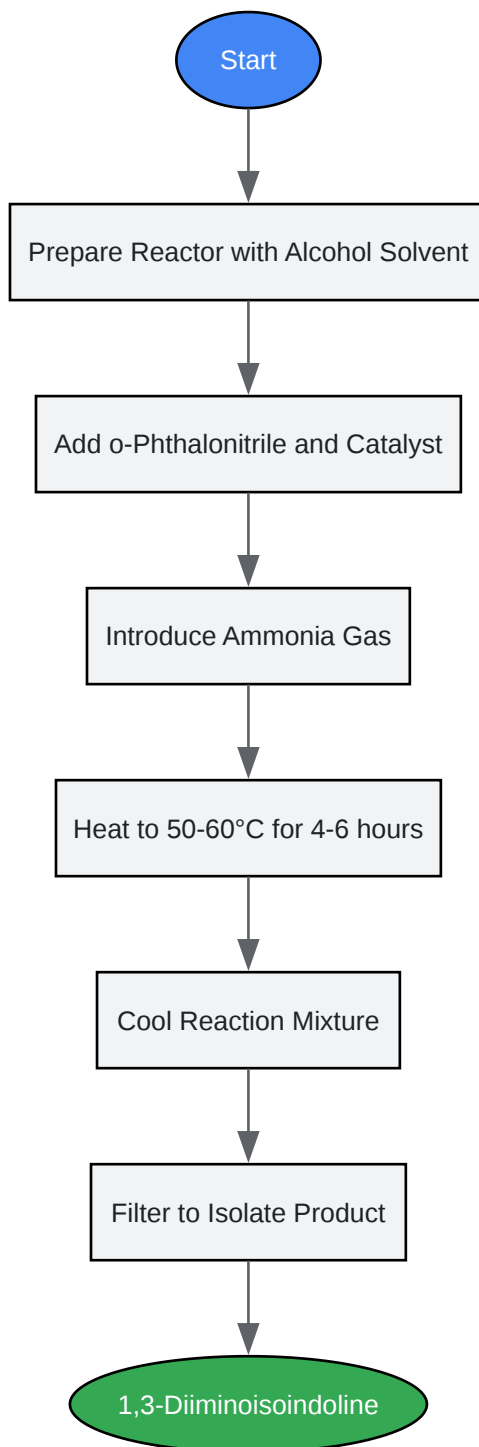 Start
Prepare Reactor with Alcohol Solvent
Add o-Phthalonitrile and Catalyst
Introduce Ammonia Gas
Heat to 50-60°C for 4-6 hours
Cool Reaction Mixture
Filter to Isolate Product
1,3-Diiminoisoindoline